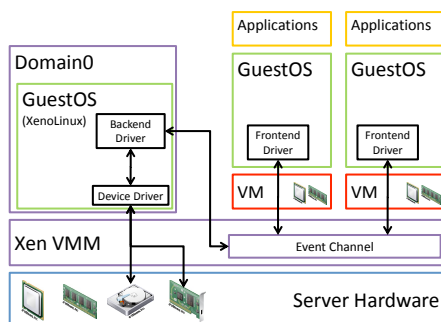 Applications
Applications
Domain0
GuestOS
(XenoLinux)
Backend
Driver
Device Driver
GuestOS
Frontend
Driver
VM
GuestOS
Frontend
Driver
VM
Xen VMM
Event Channel
Server Hardware